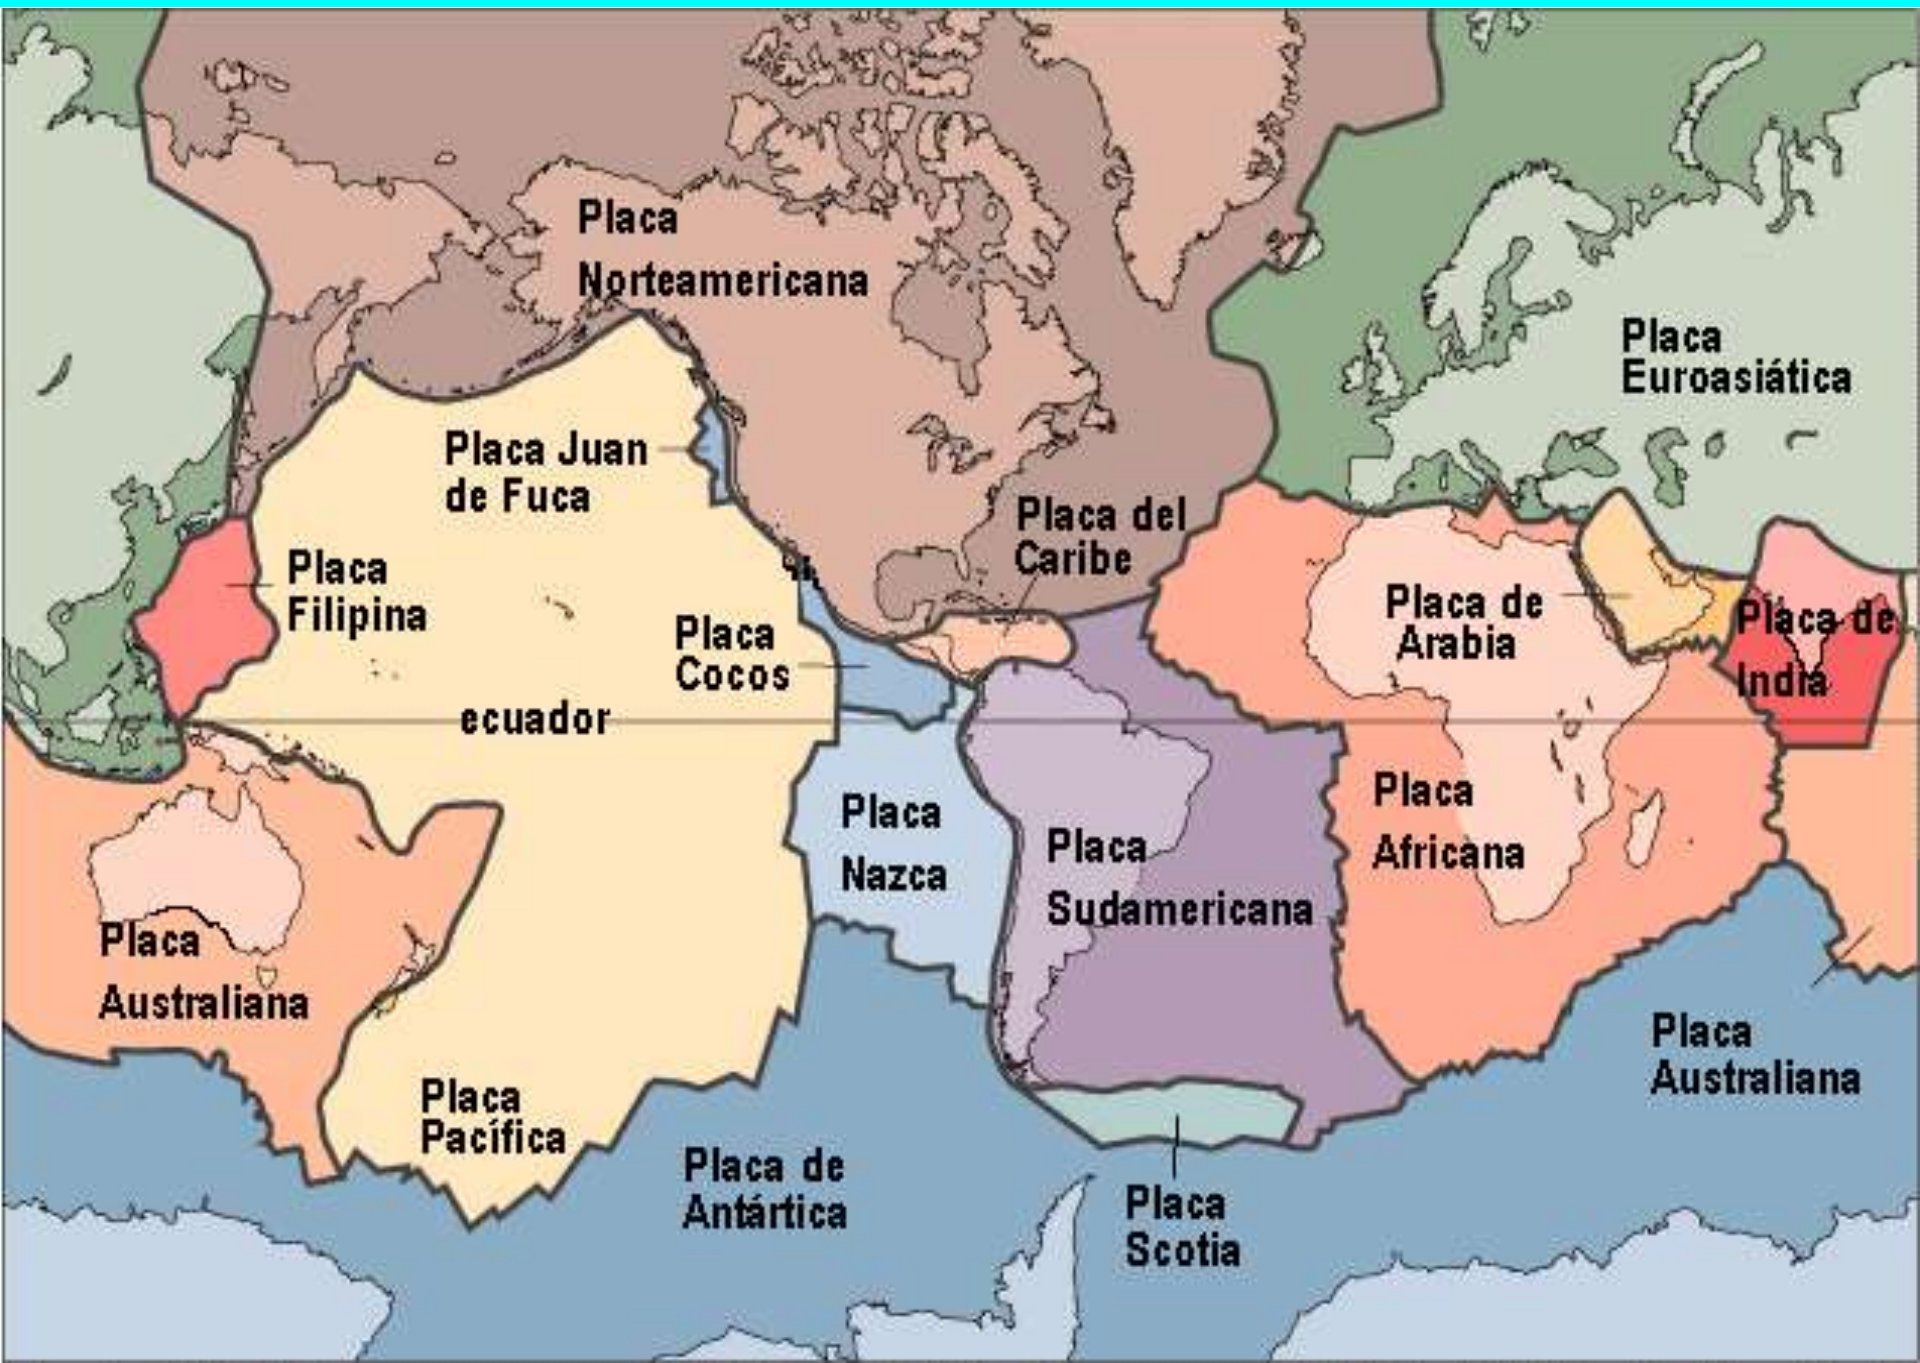 Placa
Norteamericana
Placa
Euroasiática
Placa Juan
de Fuca
Placa del
Caribe
Placa
Filipina
Placa de
Arabia
Placa de
India
Placa
Cocos
ecuador
Placa
Nazca
Placa
Sudamericana
Placa
Africana
Placa
Australiana
Placa
Australiana
Placa
Pacífica
Placa de
Antártica
Placa
Scotia